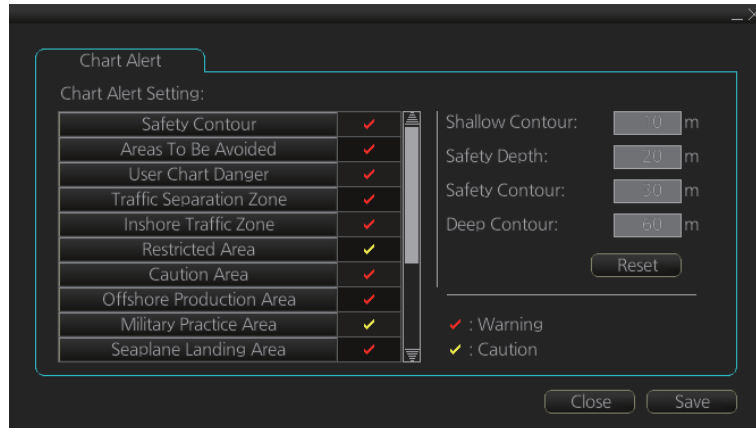 Chart Alert
Chart Alert Setting:
Safety Contour
Areas To Be Avoided
User Chart Danger
Traffic Separation Zone
Inshore Traffic Zone
Restricted Area
Caution Area
Offshore Production Area
Military Practice Area
Seaplane Landing Area
Shallow Contour: 10 m
Safety Depth: 20 m
Safety Contour: 30 m
Deep Contour: 60 m
Reset
: Warning
: Caution
Close Save